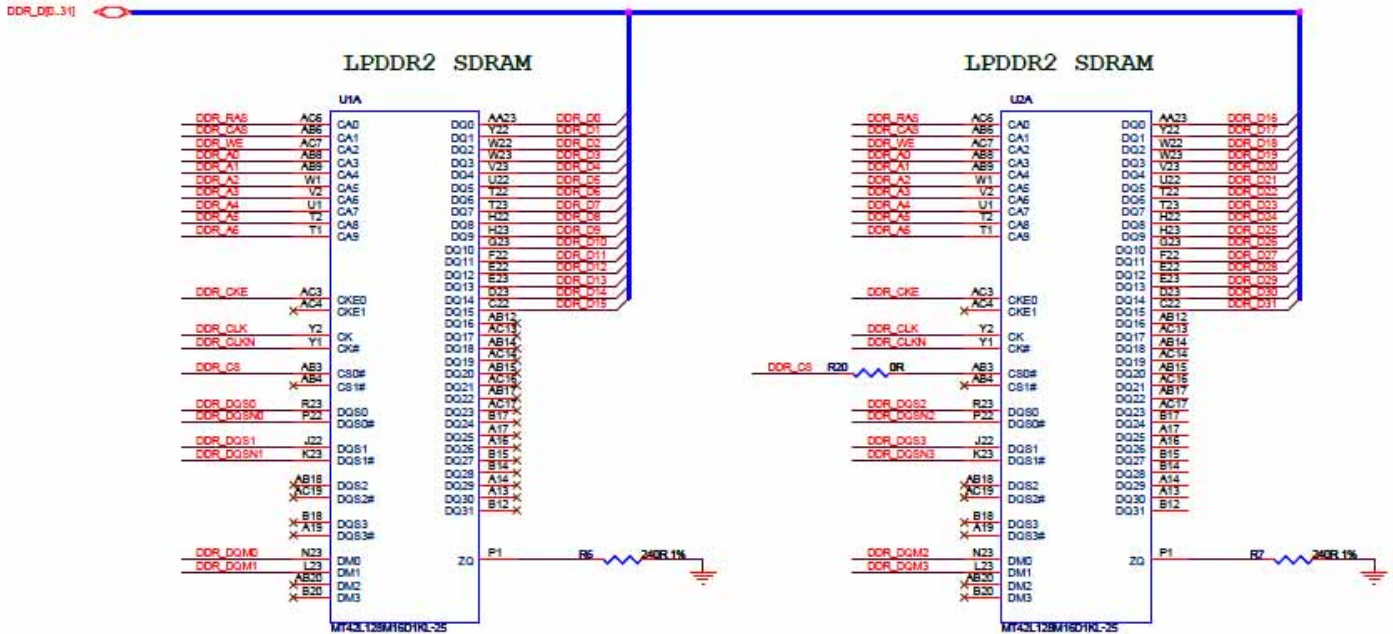 DDR_D[0..31]
LPDDR2 SDRAM
U1A
DDR_RAS AC6 CA0
DDR_CAS AB6 CA1
DDR_WE AC7 CA2
DDR_A0 AB8 CA3
DDR_A1 AB9 CA4
DDR_A2 W1 CA5
DDR_A3 V2 CA6
DDR_A4 U1 CA7
DDR_A5 T2 CA8
DDR_A6 T1 CA9
DDR_CKE AC3 CKE0
AC4 CKE1
DDR_CLK Y2 CK
DDR_CLKN Y1 CK#
DDR_CS AB3 CS0#
AB4 CS1#
DDR_DQS0 R23 DQS0
DDR_DQSN0 P22 DQS0#
DDR_DQS1 J22 DQS1
DDR_DQSN1 K23 DQS1#
AB18 DQS2
AC19 DQS2#
B18 DQS3
A19 DQS3#
DDR_DQM0 N23 DM0
DDR_DQM1 L23 DM1
AB20 DM2
B20 DM3
DQ0 AA23 DDR_D0
DQ1 Y22 DDR_D1
DQ2 W22 DDR_D2
DQ3 W23 DDR_D3
DQ4 V23 DDR_D4
DQ5 U22 DDR_D5
DQ6 T22 DDR_D6
DQ7 T23 DDR_D7
DQ8 H22 DDR_D8
DQ9 H23 DDR_D9
DQ10 G23 DDR_D10
DQ11 F22 DDR_D11
DQ12 E22 DDR_D12
DQ13 E23 DDR_D13
DQ14 D23 DDR_D14
DQ15 C22 DDR_D15
DQ16 AB12
DQ17 AC13
DQ18 AB14
DQ19 AC14
DQ20 AB15
DQ21 AC16
DQ22 AB17
DQ23 AC17
DQ24 B17
DQ25 A17
DQ26 A16
DQ27 B15
DQ28 B14
DQ29 A14
DQ30 A13
DQ31 B12
ZQ P1 R6 240R 1%
MT42L128M16D1KL-25
LPDDR2 SDRAM
U2A
DDR_RAS AC6 CA0
DDR_CAS AB6 CA1
DDR_WE AC7 CA2
DDR_A0 AB8 CA3
DDR_A1 AB9 CA4
DDR_A2 W1 CA5
DDR_A3 V2 CA6
DDR_A4 U1 CA7
DDR_A5 T2 CA8
DDR_A6 T1 CA9
DDR_CKE AC3 CKE0
AC4 CKE1
DDR_CLK Y2 CK
DDR_CLKN Y1 CK#
DDR_CS R20 0R AB3 CS0#
AB4 CS1#
DDR_DQS2 R23 DQS0
DDR_DQSN2 P22 DQS0#
DDR_DQS3 J22 DQS1
DDR_DQSN3 K23 DQS1#
AB18 DQS2
AC19 DQS2#
B18 DQS3
A19 DQS3#
DDR_DQM2 N23 DM0
DDR_DQM3 L23 DM1
AB20 DM2
B20 DM3
DQ0 AA23 DDR_D16
DQ1 Y22 DDR_D17
DQ2 W22 DDR_D18
DQ3 W23 DDR_D19
DQ4 V23 DDR_D20
DQ5 U22 DDR_D21
DQ6 T22 DDR_D22
DQ7 T23 DDR_D23
DQ8 H22 DDR_D24
DQ9 H23 DDR_D25
DQ10 G23 DDR_D26
DQ11 F22 DDR_D27
DQ12 E22 DDR_D28
DQ13 E23 DDR_D29
DQ14 D23 DDR_D30
DQ15 C22 DDR_D31
DQ16 AB12
DQ17 AC13
DQ18 AB14
DQ19 AC14
DQ20 AB15
DQ21 AC16
DQ22 AB17
DQ23 AC17
DQ24 B17
DQ25 A17
DQ26 A16
DQ27 B15
DQ28 B14
DQ29 A14
DQ30 A13
DQ31 B12
ZQ P1 R7 240R 1%
MT42L128M16D1KL-25